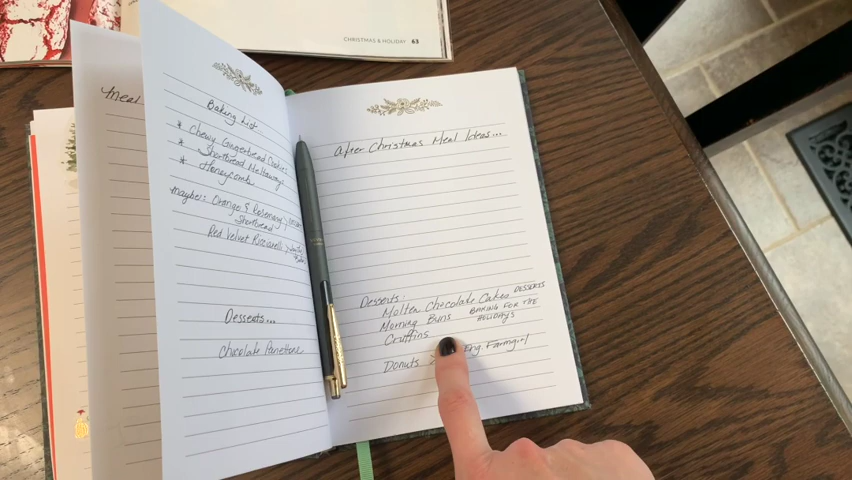 CHRISTMAS & HOLIDAY 63
meal
Baking List
* Chewy Gingerbread Cookies
* Shortbread Meltaways
* Honeycomb
maybe: Orange & Rosemary
Shortbread
Red Velvet
Desserts...
Chocolate Panettone
After Christmas Meal Ideas...
Desserts:
Molten Chocolate Cakes DESSERTS
Morning Buns BAKING FOR THE
Cruffins HOLIDAYS
Donuts Eng. Farmgirl